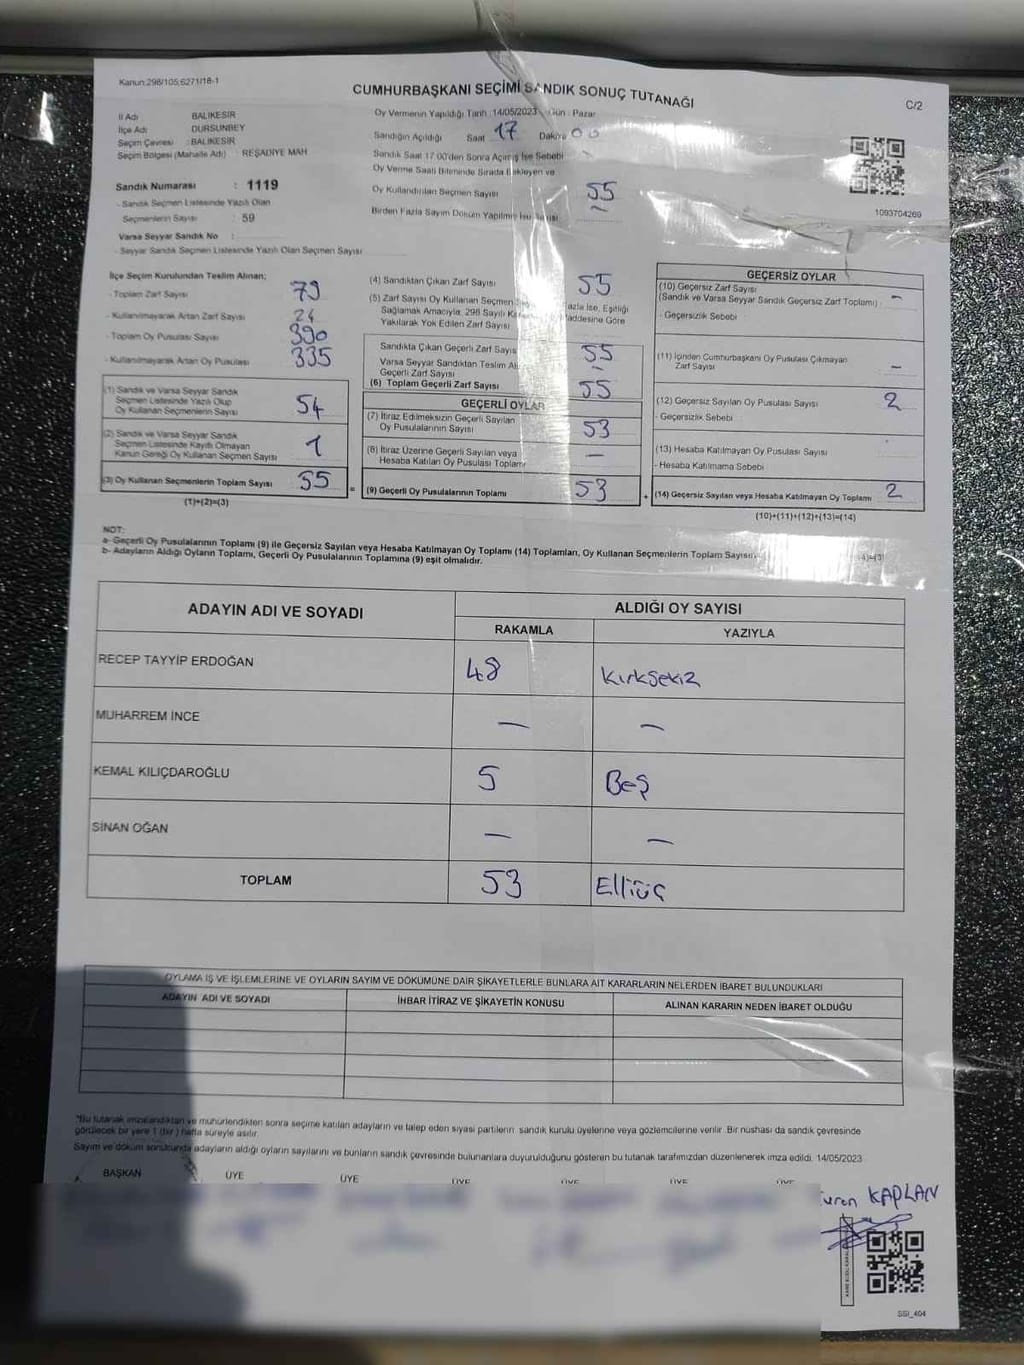 Kanun:298/105,6271/18-1
CUMHURBAŞKANI SEÇİMİ SANDIK SONUÇ TUTANAĞI
C/2
İl Adı BALIKESİR
İlçe Adı DURSUNBEY
Seçim Çevresi : BALIKESİR
Seçim Bölgesi (Mahalle Adı) : REŞADİYE MAH
Oy Vermenin Yapıldığı Tarih :14/05/2023 Gün : Pazar
Sandığın Açıldığı Saat 17 Dakika 00
Sandık Saat 17:00'den Sonra Açılmış İse Sebebi
Oy Verme Saati Bitiminde Sırada Bekleyen ve
Oy Kullandırılan Seçmen Sayısı 55
Birden Fazla Sayım Döküm Yapılmış İse Sayısı –
1093704269
Sandık Numarası : 1119
- Sandık Seçmen Listesinde Yazılı Olan
Seçmenlerin Sayısı : 59
Varsa Seyyar Sandık No :
- Seyyar Sandık Seçmen Listesinde Yazılı Olan Seçmen Sayısı
İlçe Seçim Kurulundan Teslim Alınan;
- Toplam Zarf Sayısı 79
- Kullanılmayarak Artan Zarf Sayısı 24
- Toplam Oy Pusulası Sayısı 390
- Kullanılmayarak Artan Oy Pusulası 335
(1) Sandık ve Varsa Seyyar Sandık
Seçmen Listesinde Yazılı Olup
Oy Kullanan Seçmenlerin Sayısı 54
(2) Sandık ve Varsa Seyyar Sandık
Seçmen Listesinde Kayıtlı Olmayan
Kanun Gereği Oy Kullanan Seçmen Sayısı 1
(3) Oy Kullanan Seçmenlerin Toplam Sayısı 55
(1)+(2)=(3)
(4) Sandıktan Çıkan Zarf Sayısı 55
(5) Zarf Sayısı Oy Kullanan Seçmen Fazla İse, Eşitliği
Sağlamak Amacıyla, 298 Sayılı Maddesine Göre
Yakılarak Yok Edilen Zarf Sayısı –
Sandıkta Çıkan Geçerli Zarf Sayısı 55
Varsa Seyyar Sandıktan Teslim
Geçerli Zarf Sayısı –
(6) Toplam Geçerli Zarf Sayısı 55
GEÇERLİ OYLAR
(7) İtiraz Edilmeksizin Geçerli Sayılan
Oy Pusulalarının Sayısı 53
(8) İtiraz Üzerine Geçerli Sayılan veya
Hesaba Katılan Oy Pusulası Toplamı –
= (9) Geçerli Oy Pusulalarının Toplamı 53
GEÇERSİZ OYLAR
(10) Geçersiz Zarf Sayısı
(Sandık ve Varsa Seyyar Sandık Geçersiz Zarf Toplamı) –
- Geçersizlik Sebebi
(11) İçinden Cumhurbaşkanı Oy Pusulası Çıkmayan
Zarf Sayısı –
(12) Geçersiz Sayılan Oy Pusulası Sayısı 2
- Geçersizlik Sebebi
(13) Hesaba Katılmayan Oy Pusulası Sayısı
- Hesaba Katılmama Sebebi
+ (14) Geçersiz Sayılan veya Hesaba Katılmayan Oy Toplamı 2
(10)+(11)+(12)+(13)=(14)
NOT:
a- Geçerli Oy Pusulalarının Toplamı (9) ile Geçersiz Sayılan veya Hesaba Katılmayan Oy Toplamı (14) Toplamları, Oy Kullanan Seçmenlerin Toplam Sayısına
b- Adayların Aldığı Oyların Toplamı, Geçerli Oy Pusulalarının Toplamına (9) eşit olmalıdır.
ADAYIN ADI VE SOYADI ALDIĞI OY SAYISI
RAKAMLA YAZIYLA
RECEP TAYYİP ERDOĞAN 48 Kırksekiz
MUHARREM İNCE – –
KEMAL KILIÇDAROĞLU 5 Beş
SİNAN OĞAN – –
TOPLAM 53 Elliüç
OYLAMA İŞ VE İŞLEMLERİNE VE OYLARIN SAYIM VE DÖKÜMÜNE DAİR ŞİKAYETLERLE BUNLARA AİT KARARLARIN NELERDEN İBARET BULUNDUKLARI
ADAYIN ADI VE SOYADI İHBAR İTİRAZ VE ŞİKAYETİN KONUSU ALINAN KARARIN NEDEN İBARET OLDUĞU
*Bu tutanak imzalandıktan ve mühürlendikten sonra seçime katılan adayların ve talep eden siyasi partilerin sandık kurulu üyelerine veya gözlemcilerine verilir. Bir nüshası da sandık çevresinde
görülecek bir yere 1 (bir) hafta süreyle asılır.
Sayım ve döküm sonucunda adayların aldığı oyların sayılarını ve bunların sandık çevresinde bulunanlara duyurulduğunu gösteren bu tutanak tarafımızdan düzenlenerek imza edildi. 14/05/2023
BAŞKAN ÜYE ÜYE ÜYE ÜYE ÜYE ÜYE
KAPLAN
SSI_404